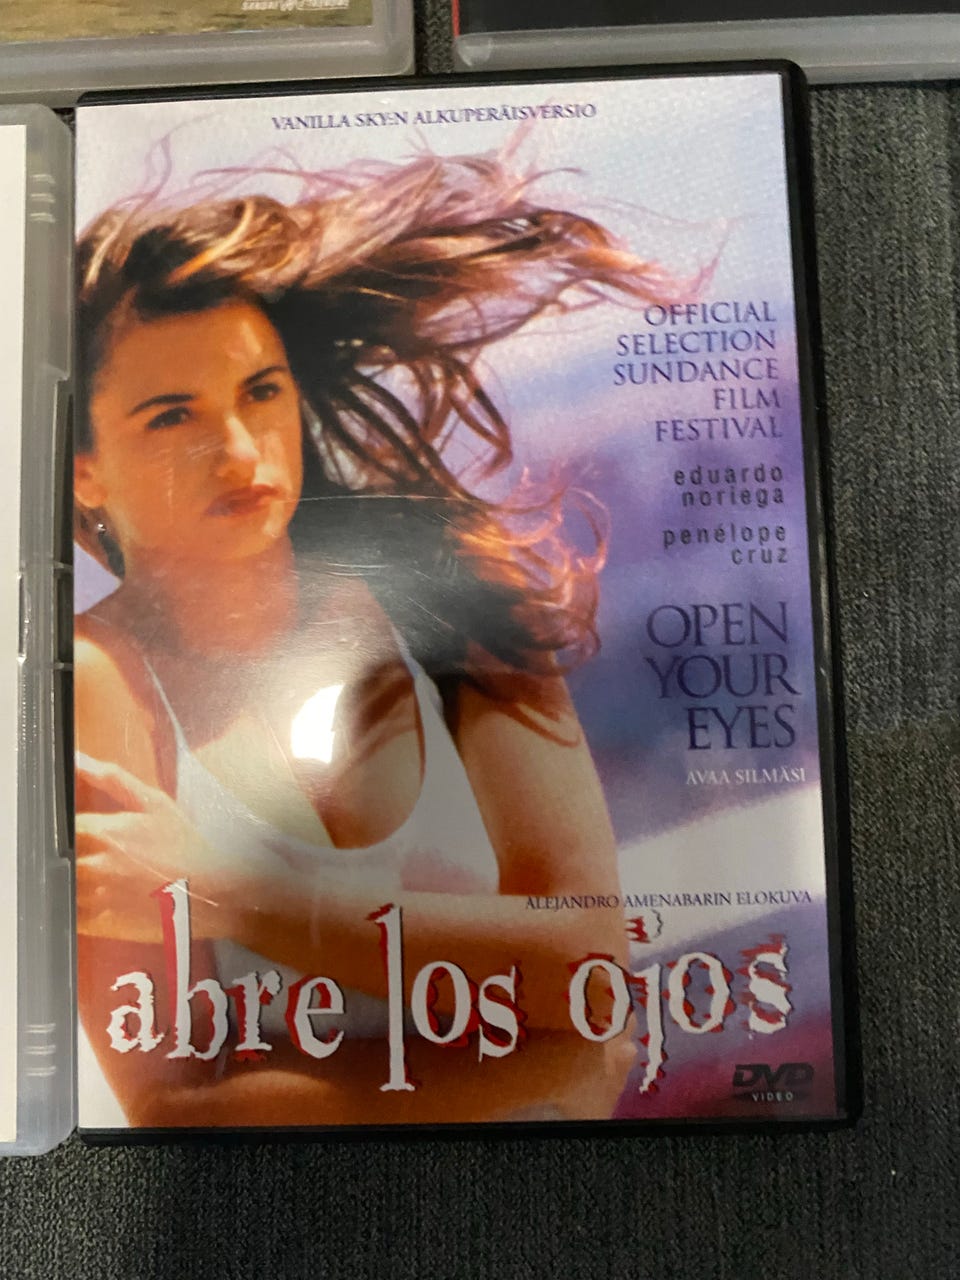 VANILLA SKY:N ALKUPERÄISVERSIO
OFFICIAL
SELECTION
SUNDANCE
FILM
FESTIVAL
eduardo
noriega
penélope
cruz
OPEN
YOUR
EYES
AVAA SILMÄSI
ALEJANDRO AMENABARIN ELOKUVA
abre los ojos
DVD
VIDEO